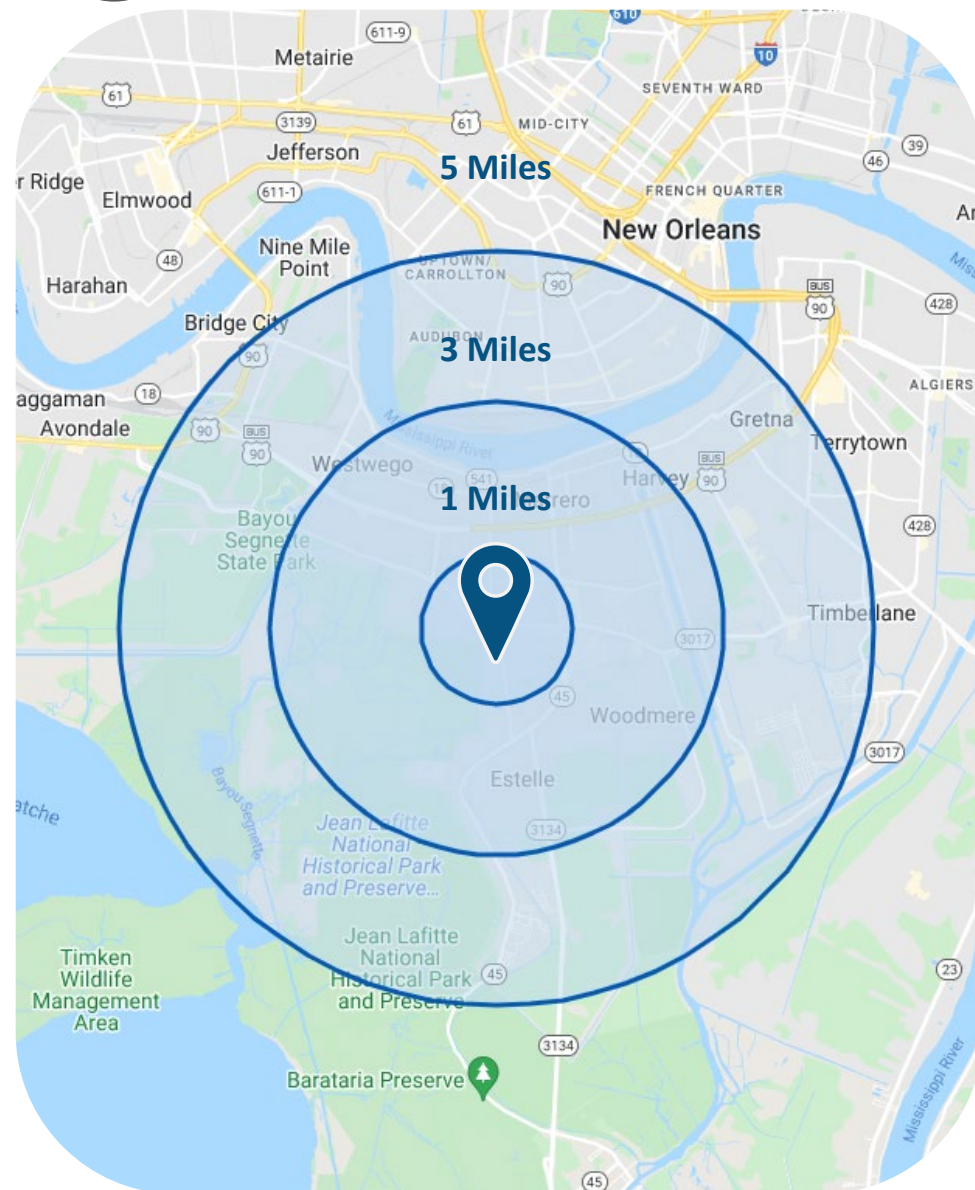 610
611-9
Metairie
10
SEVENTH WARD
61
3139
61
MID-CITY
39
Jefferson
46
5 Miles
r Ridge
Elmwood
611-1
FRENCH QUARTER
New Orleans
Nine Mile
Point
48
UPTOWN/
CARROLLTON
90
Harahan
BUS
90
428
Bridge City
AUDUBON
3 Miles
90
18
aggaman
ALGIERS
Avondale
90
BUS
90
Mississippi River
Gretna
Terrytown
Westwego
541
Harvey
BUS
90
1 Miles
rero
Bayou
Segnette
State Park
428
Timberlane
3017
45
Woodmere
3017
Estelle
Bayou Segnette
atche
Jean Lafitte
National
Historical Park
and Preserve...
3134
Jean Lafitte
National
Historical Park
and Preserve
45
Timken
Wildlife
Management
Area
23
3134
Barataria Preserve
Mississippi River
45